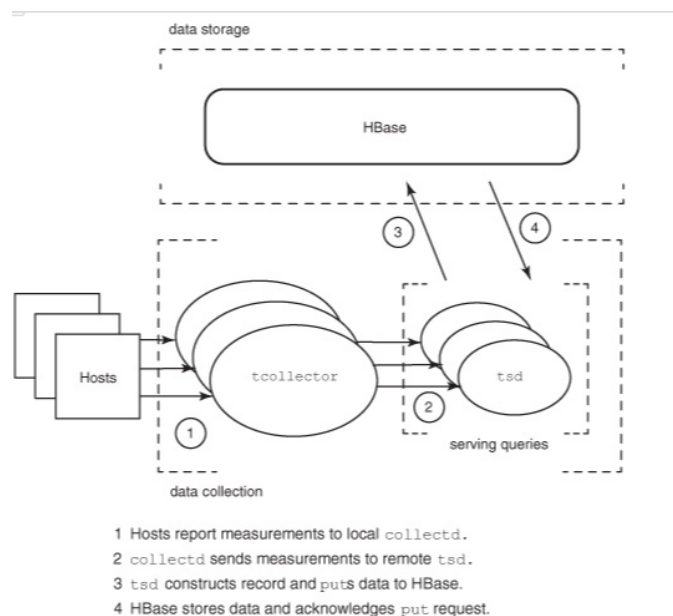 data storage
HBase
3
4
Hosts
tcollector
tsd
1
2
serving queries
data collection
1 Hosts report measurements to local collectd.
2 collectd sends measurements to remote tsd.
3 tsd constructs record and puts data to HBase.
4 HBase stores data and acknowledges put request.